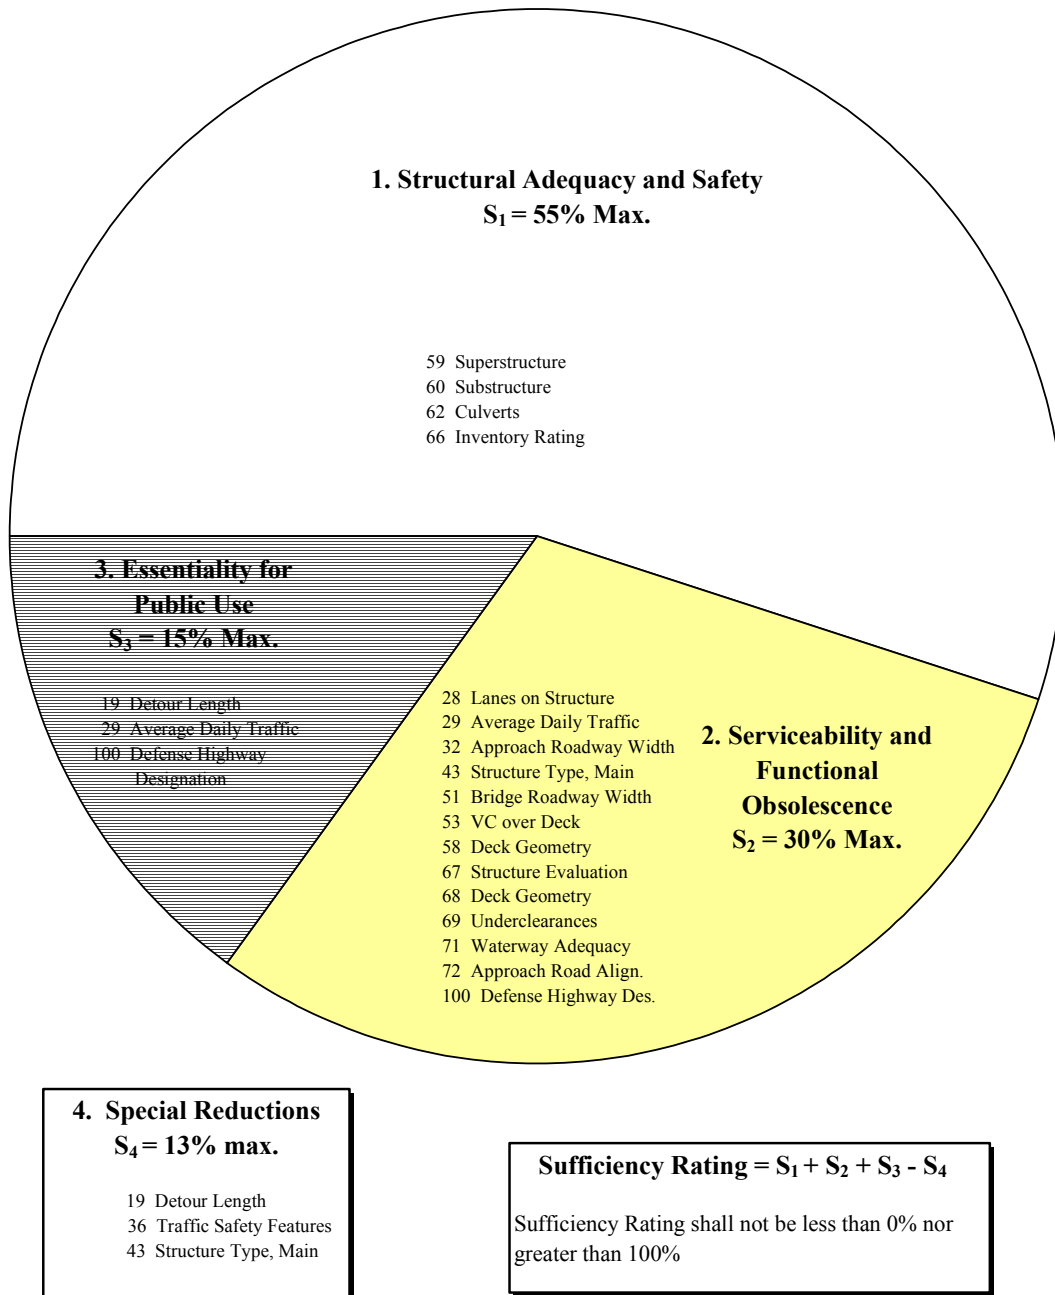 1. Structural Adequacy and Safety
S₁ = 55% Max.
59 Superstructure
60 Substructure
62 Culverts
66 Inventory Rating
3. Essentiality for
Public Use
S₃ = 15% Max.
19 Detour Length
29 Average Daily Traffic
100 Defense Highway
Designation
28 Lanes on Structure
29 Average Daily Traffic
32 Approach Roadway Width
43 Structure Type, Main
51 Bridge Roadway Width
53 VC over Deck
58 Deck Geometry
67 Structure Evaluation
68 Deck Geometry
69 Underclearances
71 Waterway Adequacy
72 Approach Road Align.
100 Defense Highway Des.
2. Serviceability and
Functional
Obsolescence
S₂ = 30% Max.
4. Special Reductions
S₄ = 13% max.
19 Detour Length
36 Traffic Safety Features
43 Structure Type, Main
Sufficiency Rating = S₁ + S₂ + S₃ - S₄
Sufficiency Rating shall not be less than 0% nor
greater than 100%